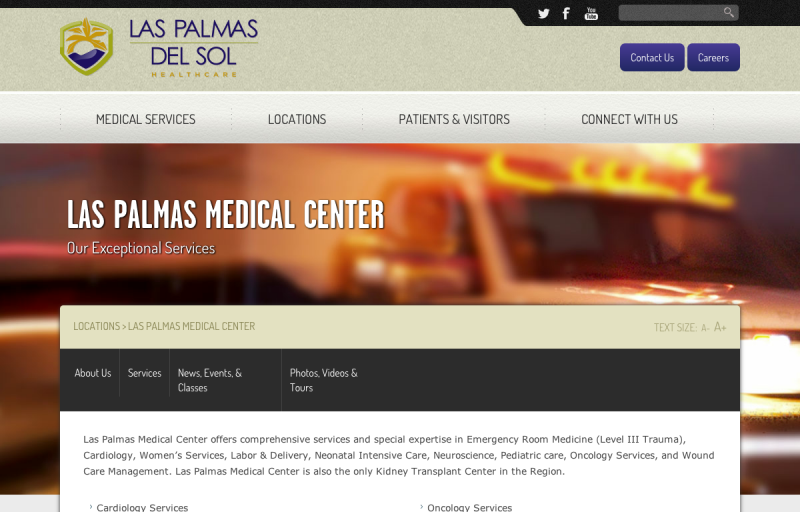 LAS PALMAS
DEL SOL
HEALTHCARE
You
Tube
Contact Us
Careers
MEDICAL SERVICES
LOCATIONS
PATIENTS & VISITORS
CONNECT WITH US
LAS PALMAS MEDICAL CENTER
Our Exceptional Services
LOCATIONS > LAS PALMAS MEDICAL CENTER
TEXT SIZE: A- A+
About Us
Services
News, Events, &
Classes
Photos, Videos &
Tours
Las Palmas Medical Center offers comprehensive services and special expertise in Emergency Room Medicine (Level III Trauma),
Cardiology, Women's Services, Labor & Delivery, Neonatal Intensive Care, Neuroscience, Pediatric care, Oncology Services, and Wound
Care Management. Las Palmas Medical Center is also the only Kidney Transplant Center in the Region.
› Cardiology Services
› Oncology Services